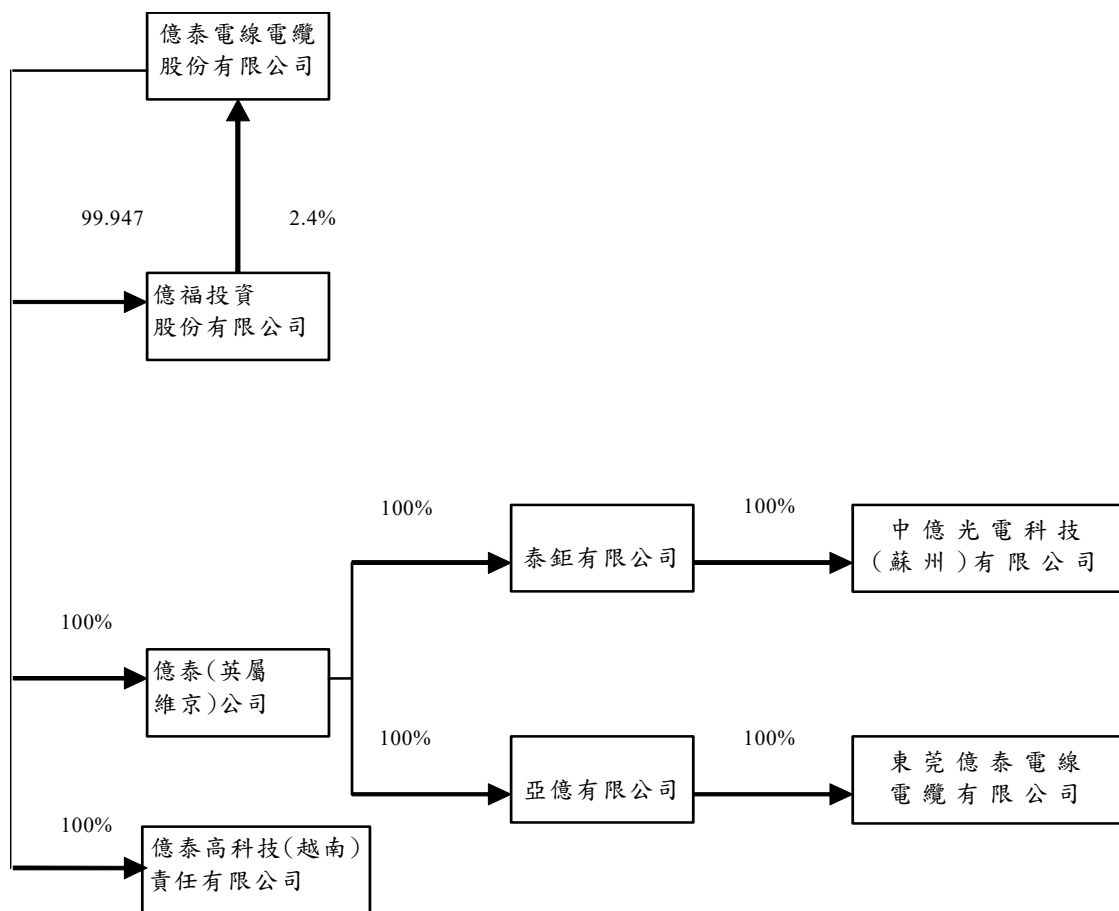 億泰電線電纜
股份有限公司
99.947
2.4%
億福投資
股份有限公司
100%
100%
泰鉅有限公司
中億光電科技
(蘇州)有限公司
100%
億泰(英屬
維京)公司
100%
100%
亞億有限公司
東莞億泰電線
電纜有限公司
100%
億泰高科技(越南)
責任有限公司